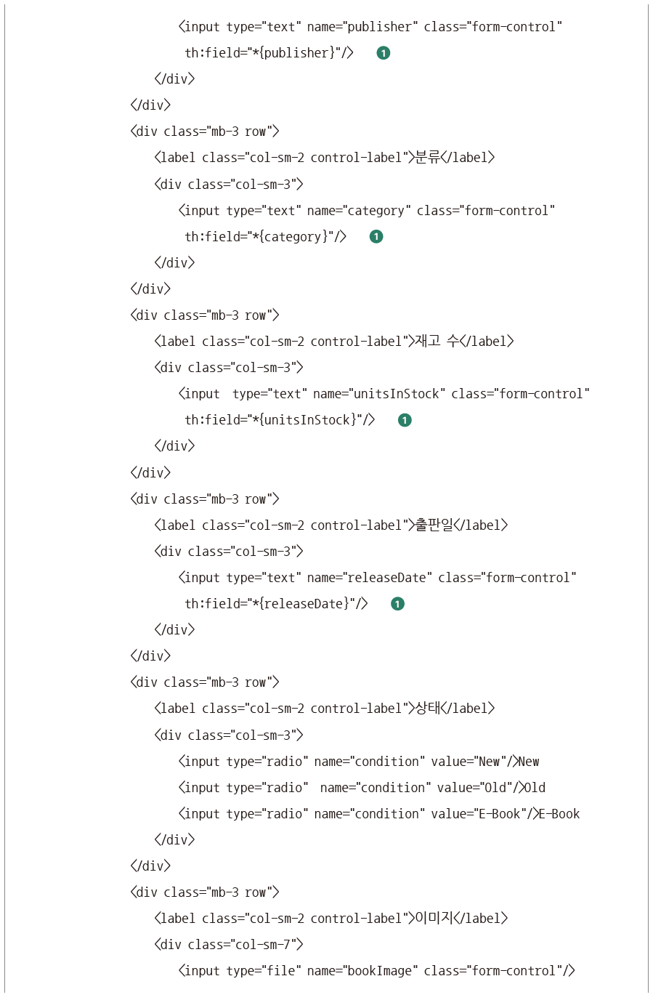 <input type="text" name="publisher" class="form-control"
th:field="*{publisher}"/> 1
</div>
</div>
<div class="mb-3 row">
<label class="col-sm-2 control-label">분류</label>
<div class="col-sm-3">
<input type="text" name="category" class="form-control"
th:field="*{category}"/> 1
</div>
</div>
<div class="mb-3 row">
<label class="col-sm-2 control-label">재고 수</label>
<div class="col-sm-3">
<input  type="text" name="unitsInStock" class="form-control"
th:field="*{unitsInStock}"/> 1
</div>
</div>
<div class="mb-3 row">
<label class="col-sm-2 control-label">출판일</label>
<div class="col-sm-3">
<input type="text" name="releaseDate" class="form-control"
th:field="*{releaseDate}"/> 1
</div>
</div>
<div class="mb-3 row">
<label class="col-sm-2 control-label">상태</label>
<div class="col-sm-3">
<input type="radio" name="condition" value="New"/>New
<input type="radio"  name="condition" value="Old"/>Old
<input type="radio" name="condition" value="E-Book"/>E-Book
</div>
</div>
<div class="mb-3 row">
<label class="col-sm-2 control-label">이미지</label>
<div class="col-sm-7">
<input type="file" name="bookImage" class="form-control"/>